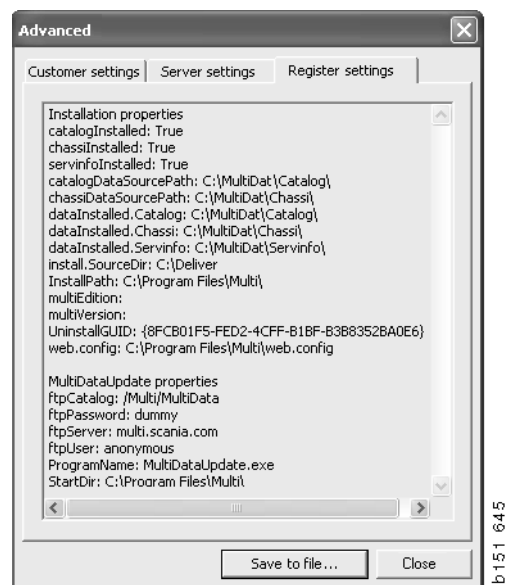 Advanced
Customer settings
Server settings
Register settings
Installation properties
catalogInstalled: True
chassiInstalled: True
servinfoInstalled: True
catalogDataSourcePath: C:\MultiDat\Catalog\
chassiDataSourcePath: C:\MultiDat\Chassi\
dataInstalled.Catalog: C:\MultiDat\Catalog\
dataInstalled.Chassi: C:\MultiDat\Chassi\
dataInstalled.Servinfo: C:\MultiDat\Servinfo\
install.SourceDir: C:\Deliver
InstallPath: C:\Program Files\Multi\
multiEdition:
multiVersion:
UninstallGUID: {8FCB01F5-FED2-4CFF-B1BF-B3B8352BA0E6}
web.config: C:\Program Files\Multi\web.config
MultiDataUpdate properties
ftpCatalog: /Multi/MultiData
ftpPassword: dummy
ftpServer: multi.scania.com
ftpUser: anonymous
ProgramName: MultiDataUpdate.exe
StartDir: C:\Program Files\Multi\
Save to file...
Close
b151 645